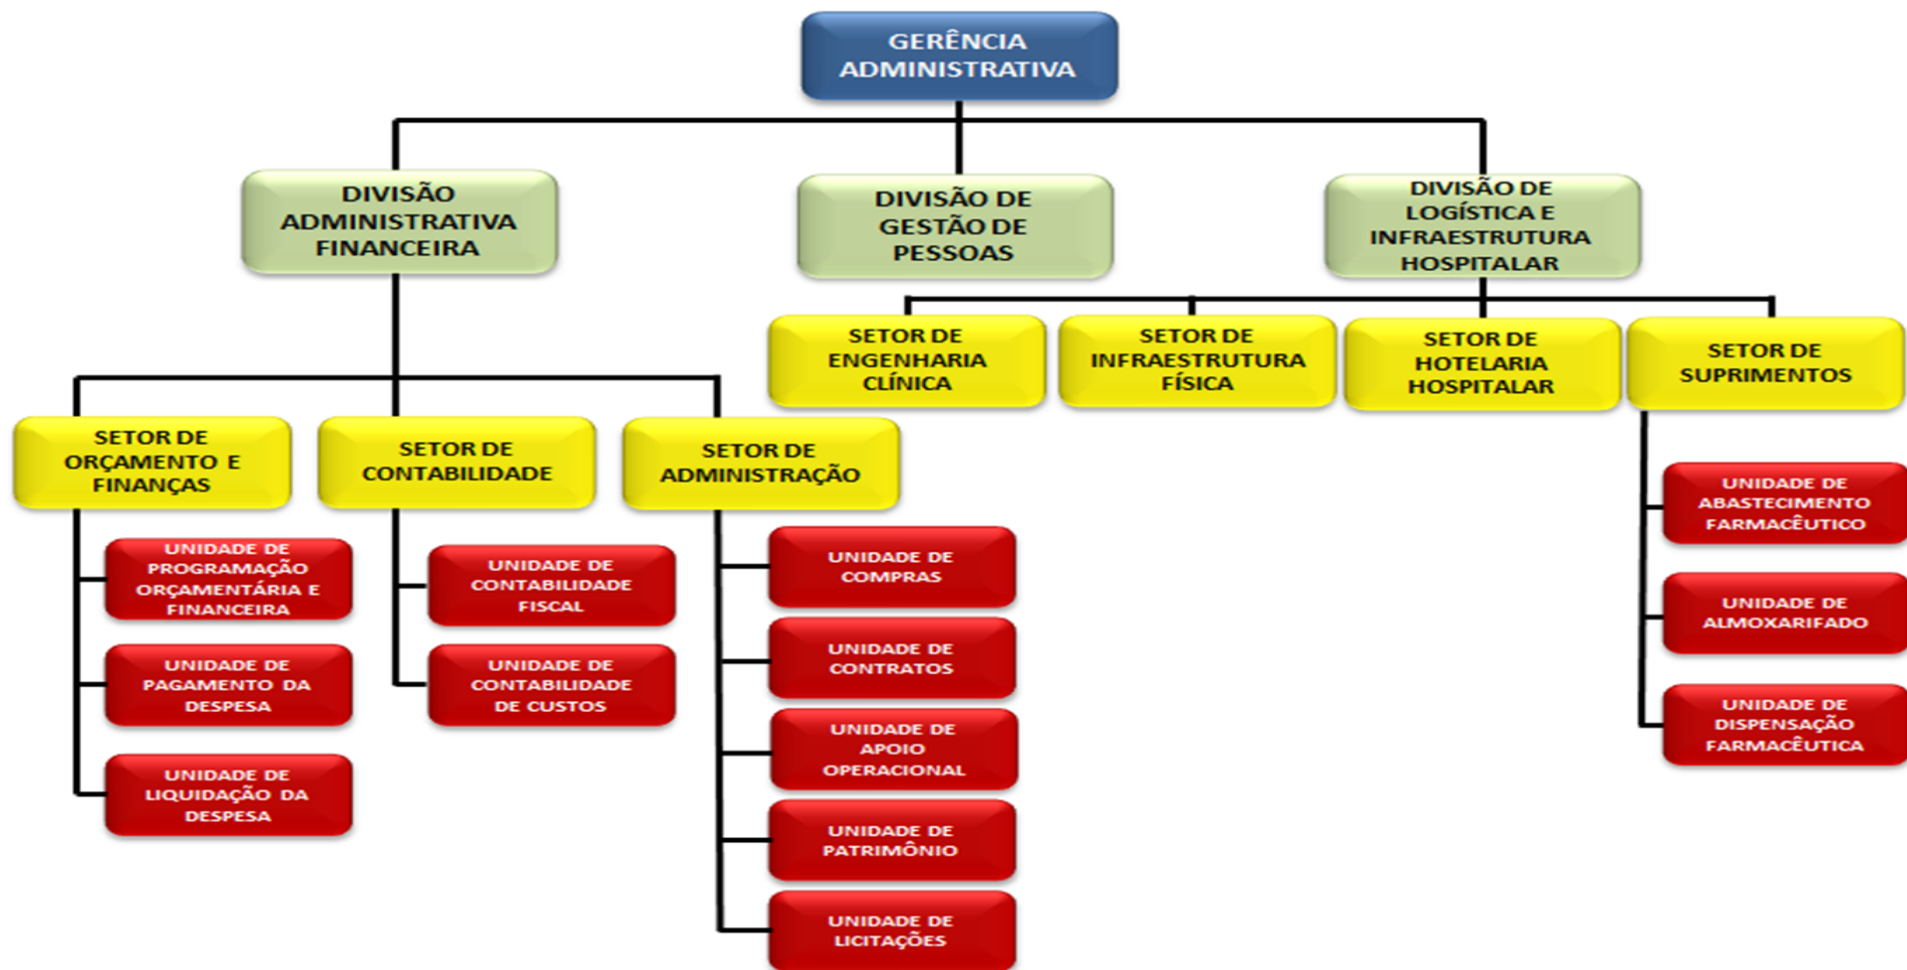 GERÊNCIA
ADMINISTRATIVA
DIVISÃO
ADMINISTRATIVA
FINANCEIRA
DIVISÃO DE
GESTÃO DE
PESSOAS
DIVISÃO DE
LOGÍSTICA E
INFRAESTRUTURA
HOSPITALAR
SETOR DE
ENGENHARIA
CLÍNICA
SETOR DE
INFRAESTRUTURA
FÍSICA
SETOR DE
HOTELARIA
HOSPITALAR
SETOR DE
SUPRIMENTOS
SETOR DE
ORÇAMENTO E
FINANÇAS
SETOR DE
CONTABILIDADE
SETOR DE
ADMINISTRAÇÃO
UNIDADE DE
PROGRAMAÇÃO
ORÇAMENTÁRIA E
FINANCEIRA
UNIDADE DE
PAGAMENTO DA
DESPESA
UNIDADE DE
LIQUIDAÇÃO DA
DESPESA
UNIDADE DE
CONTABILIDADE
FISCAL
UNIDADE DE
CONTABILIDADE
DE CUSTOS
UNIDADE DE
COMPRAS
UNIDADE DE
CONTRATOS
UNIDADE DE
APOIO
OPERACIONAL
UNIDADE DE
PATRIMÔNIO
UNIDADE DE
LICITAÇÕES
UNIDADE DE
ABASTECIMENTO
FARMACÊUTICO
UNIDADE DE
ALMOXARIFADO
UNIDADE DE
DISPENSAÇÃO
FARMACÊUTICA